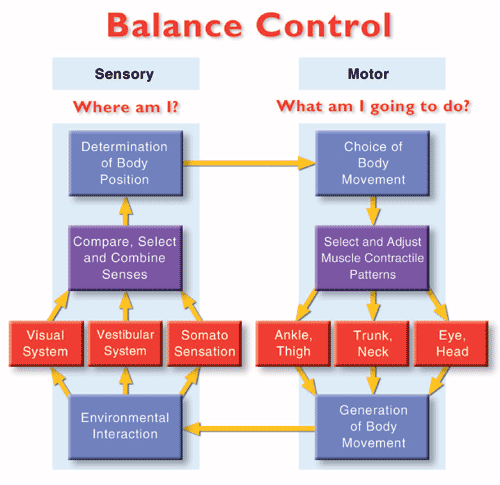 Balance Control
Sensory
Motor
Where am I?
What am I going to do?
Determination
of Body
Position
Choice of
Body
Movement
Compare, Select
and Combine
Senses
Select and Adjust
Muscle Contractile
Patterns
Visual
System
Vestibular
System
Somato
Sensation
Ankle,
Thigh
Trunk,
Neck
Eye,
Head
Environmental
Interaction
Generation
of Body
Movement